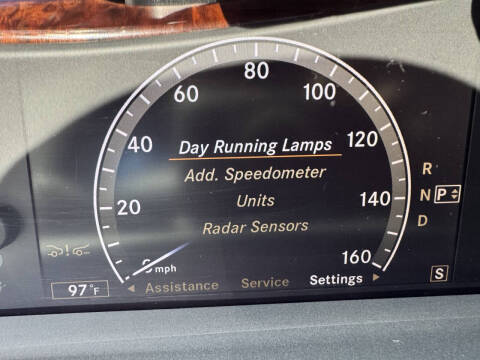 80
60
100
40
120
Day Running Lamps
Add. Speedometer
R
Units
N P
20
140
Radar Sensors
D
160
mph
97°F
Assistance Service Settings
S